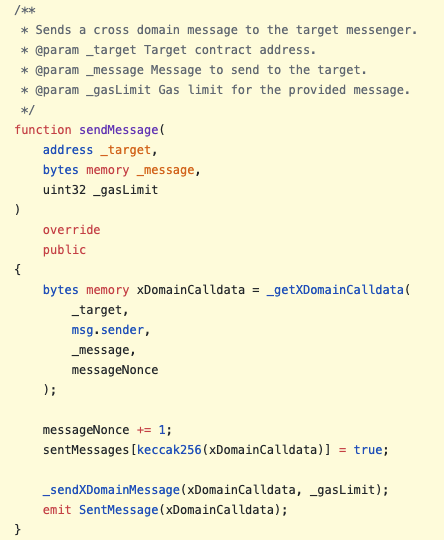 /**
 * Sends a cross domain message to the target messenger.
 * @param _target Target contract address.
 * @param _message Message to send to the target.
 * @param _gasLimit Gas limit for the provided message.
 */
function sendMessage(
    address _target,
    bytes memory _message,
    uint32 _gasLimit
)
    override
    public
{
    bytes memory xDomainCalldata = _getXDomainCalldata(
        _target,
        msg.sender,
        _message,
        messageNonce
    );

    messageNonce += 1;
    sentMessages[keccak256(xDomainCalldata)] = true;

    _sendXDomainMessage(xDomainCalldata, _gasLimit);
    emit SentMessage(xDomainCalldata);
}